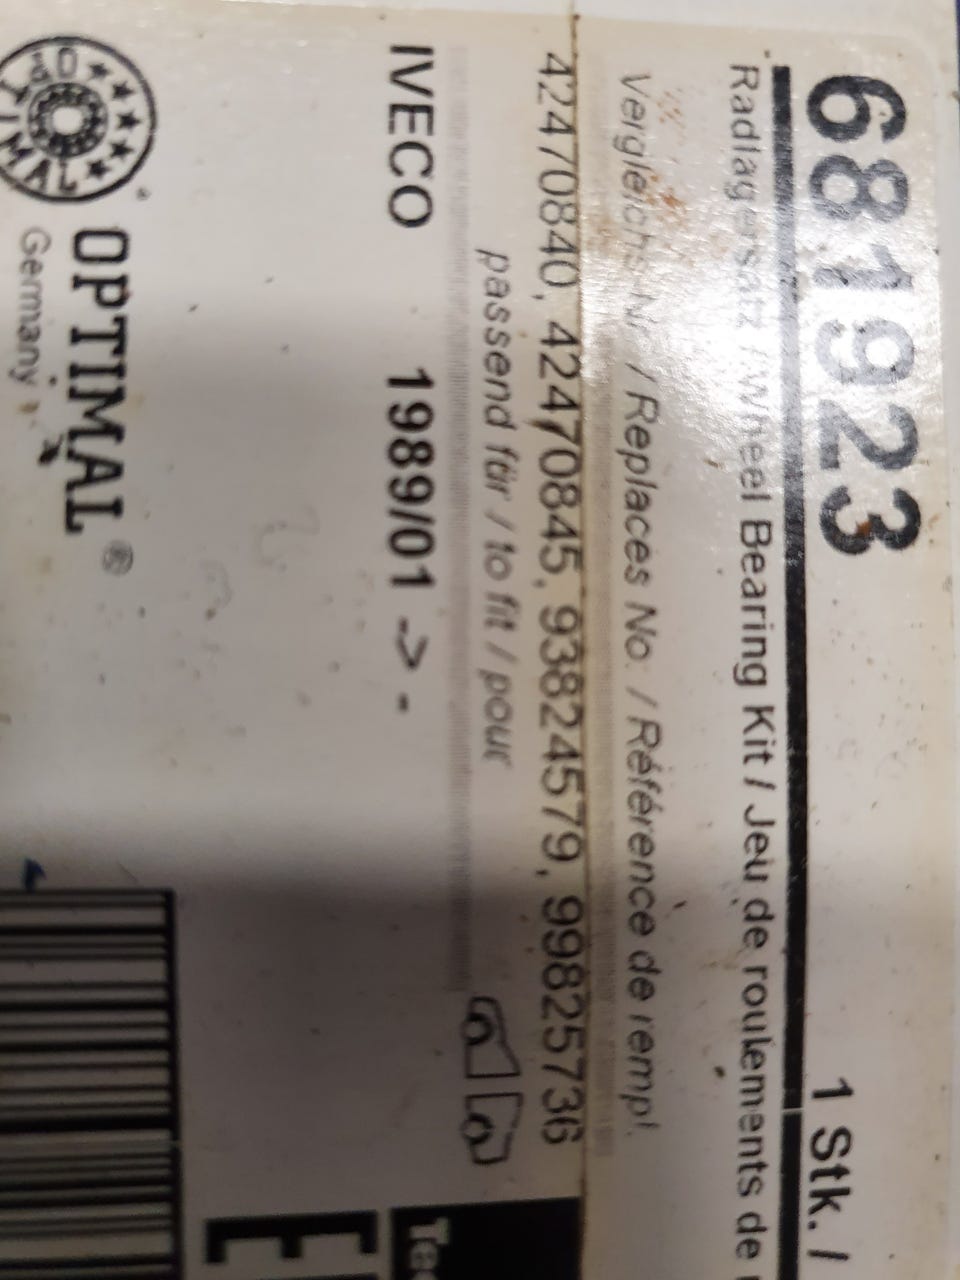 681923 1 Stk. /
Radlagersatz / Wheel Bearing Kit / Jeu de roulements de
Vergleichs-Nr. / Replaces No. / Référence de rempl.
42470840, 42470845, 93824579, 99825736
passend für / to fit / pour
IVECO 1989/01 -> -
OPTIMAL ®
Germany
OPTIMAL